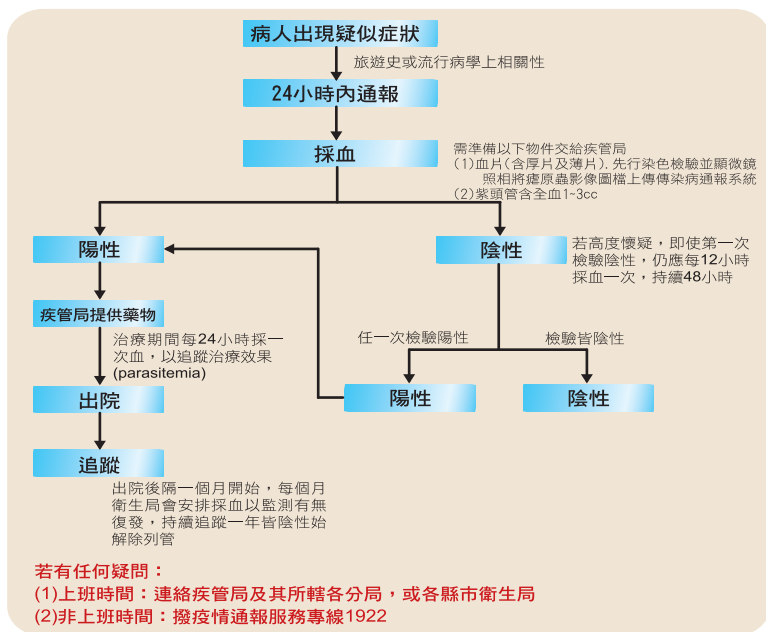 病人出現疑似症狀
旅遊史或流行病學上相關性
24小時內通報
採血
需準備以下物件交給疾管局
(1)血片(含厚片及薄片).先行染色檢驗並顯微鏡
照相將瘧原蟲影像圖檔上傳傳染病通報系統
(2)紫頭管含全血1~3cc
陽性
陰性
若高度懷疑，即使第一次
檢驗陰性，仍應每12小時
採血一次，持續48小時
疾管局提供藥物
治療期間每24小時採一
次血，以追蹤治療效果
(parasitemia)
任一次檢驗陽性
檢驗皆陰性
出院
陽性
陰性
追蹤
出院後隔一個月開始，每個月
衛生局會安排採血以監測有無
復發，持續追蹤一年皆陰性始
解除列管
若有任何疑問：
(1)上班時間：連絡疾管局及其所轄各分局，或各縣市衛生局
(2)非上班時間：撥疫情通報服務專線1922